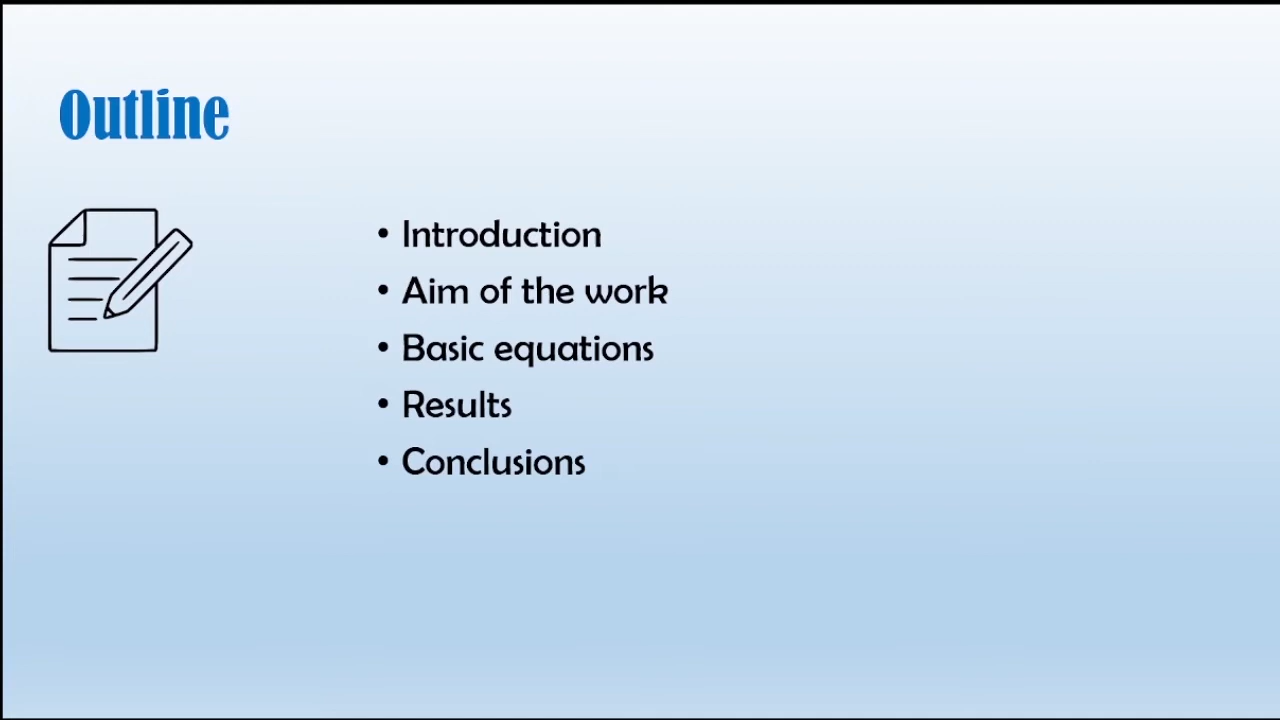 Outline
• Introduction
• Aim of the work
• Basic equations
• Results
• Conclusions